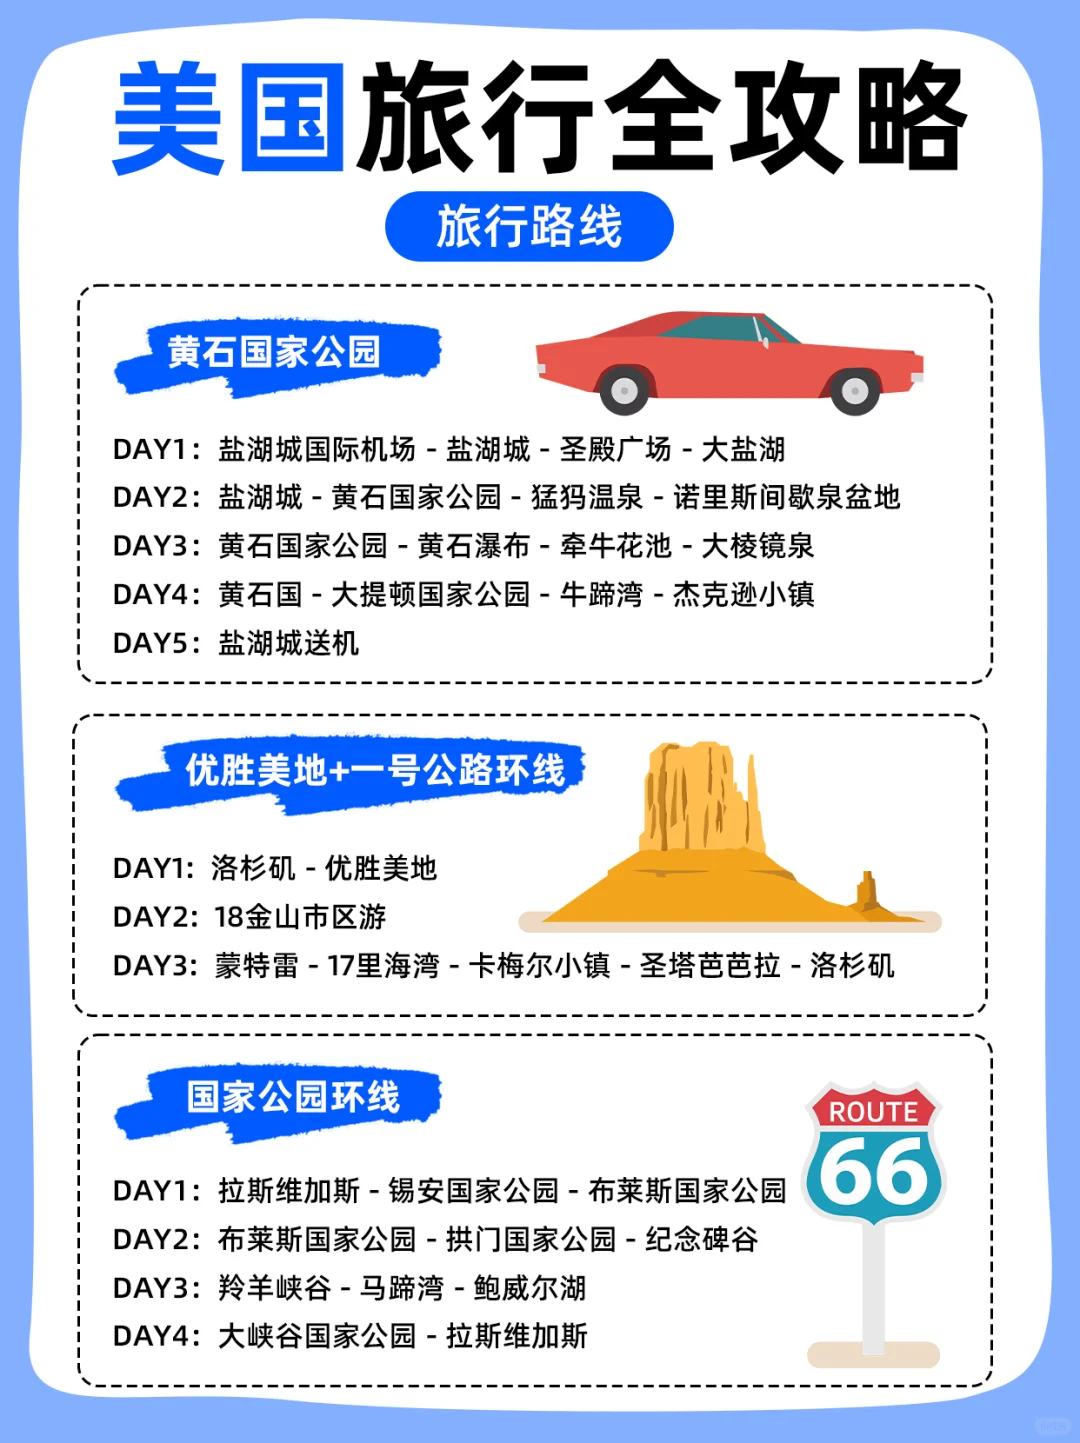 美国旅行全攻略
旅行路线
黄石国家公园
DAY1：盐湖城国际机场 - 盐湖城 - 圣殿广场 - 大盐湖
DAY2：盐湖城 - 黄石国家公园 - 猛犸温泉 - 诺里斯间歇泉盆地
DAY3：黄石国家公园 - 黄石瀑布 - 牵牛花池 - 大棱镜泉
DAY4：黄石国 - 大提顿国家公园 - 牛蹄湾 - 杰克逊小镇
DAY5：盐湖城送机
优胜美地+一号公路环线
DAY1: 洛杉矶 - 优胜美地
DAY2：18金山市区游
DAY3：蒙特雷 - 17里海湾 - 卡梅尔小镇 - 圣塔芭芭拉 - 洛杉矶
国家公园环线
DAY1：拉斯维加斯 - 锡安国家公园 - 布莱斯国家公园
DAY2：布莱斯国家公园 - 拱门国家公园 - 纪念碑谷
DAY3：羚羊峡谷 - 马蹄湾 - 鲍威尔湖
DAY4：大峡谷国家公园 - 拉斯维加斯
ROUTE
66